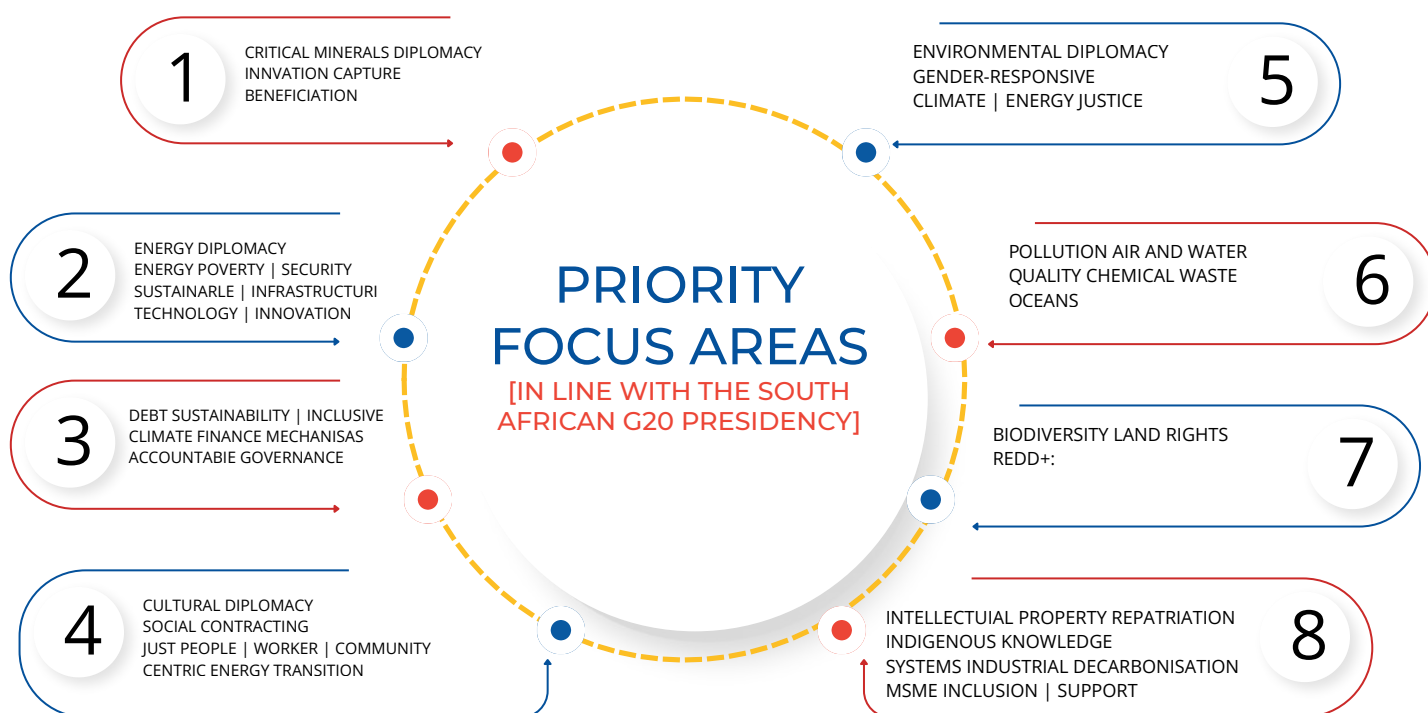 1
CRITICAL MINERALS DIPLOMACY
INNVATION CAPTURE
BENEFICIATION
2
ENERGY DIPLOMACY
ENERGY POVERTY | SECURITY
SUSTAINARLE | INFRASTRUCTURI
TECHNOLOGY | INNOVATION
3
DEBT SUSTAINABILITY | INCLUSIVE
CLIMATE FINANCE MECHANISAS
ACCOUNTABIE GOVERNANCE
4
CULTURAL DIPLOMACY
SOCIAL CONTRACTING
JUST PEOPLE | WORKER | COMMUNITY
CENTRIC ENERGY TRANSITION
PRIORITY
FOCUS AREAS
[IN LINE WITH THE SOUTH
AFRICAN G20 PRESIDENCY]
5
ENVIRONMENTAL DIPLOMACY
GENDER-RESPONSIVE
CLIMATE | ENERGY JUSTICE
6
POLLUTION AIR AND WATER
QUALITY CHEMICAL WASTE
OCEANS
7
BIODIVERSITY LAND RIGHTS
REDD+:
8
INTELLECTUIAL PROPERTY REPATRIATION
INDIGENOUS KNOWLEDGE
SYSTEMS INDUSTRIAL DECARBONISATION
MSME INCLUSION | SUPPORT